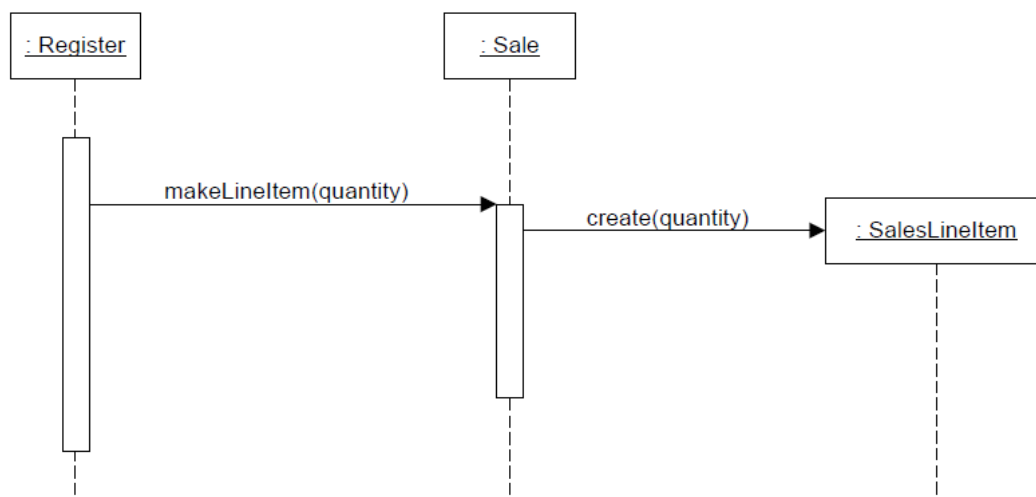 : Register
: Sale
makeLineItem(quantity)
create(quantity)
: SalesLineItem